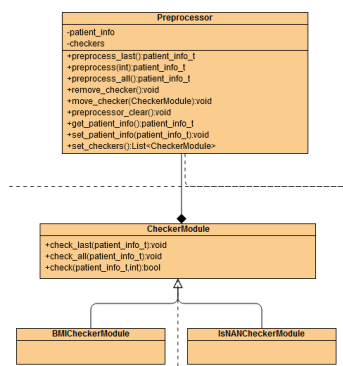 Preprocessor
-patient_info
-checkers
+preprocess_last():patient_info_t
+preprocess(int):patient_info_t
+preprocess_all():patient_info_t
+remove_checker():void
+move_checker(CheckerModule):void
+preprocessor_clear():void
+get_patient_info():patient_info_t
+set_patient_info(patient_info_t):void
+set_checkers():List<CheckerModule>
CheckerModule
+check_last(patient_info_t):void
+check_all(patient_info_t):void
+check(patient_info_t,int):bool
BMICheckerModule
IsNANCheckerModule